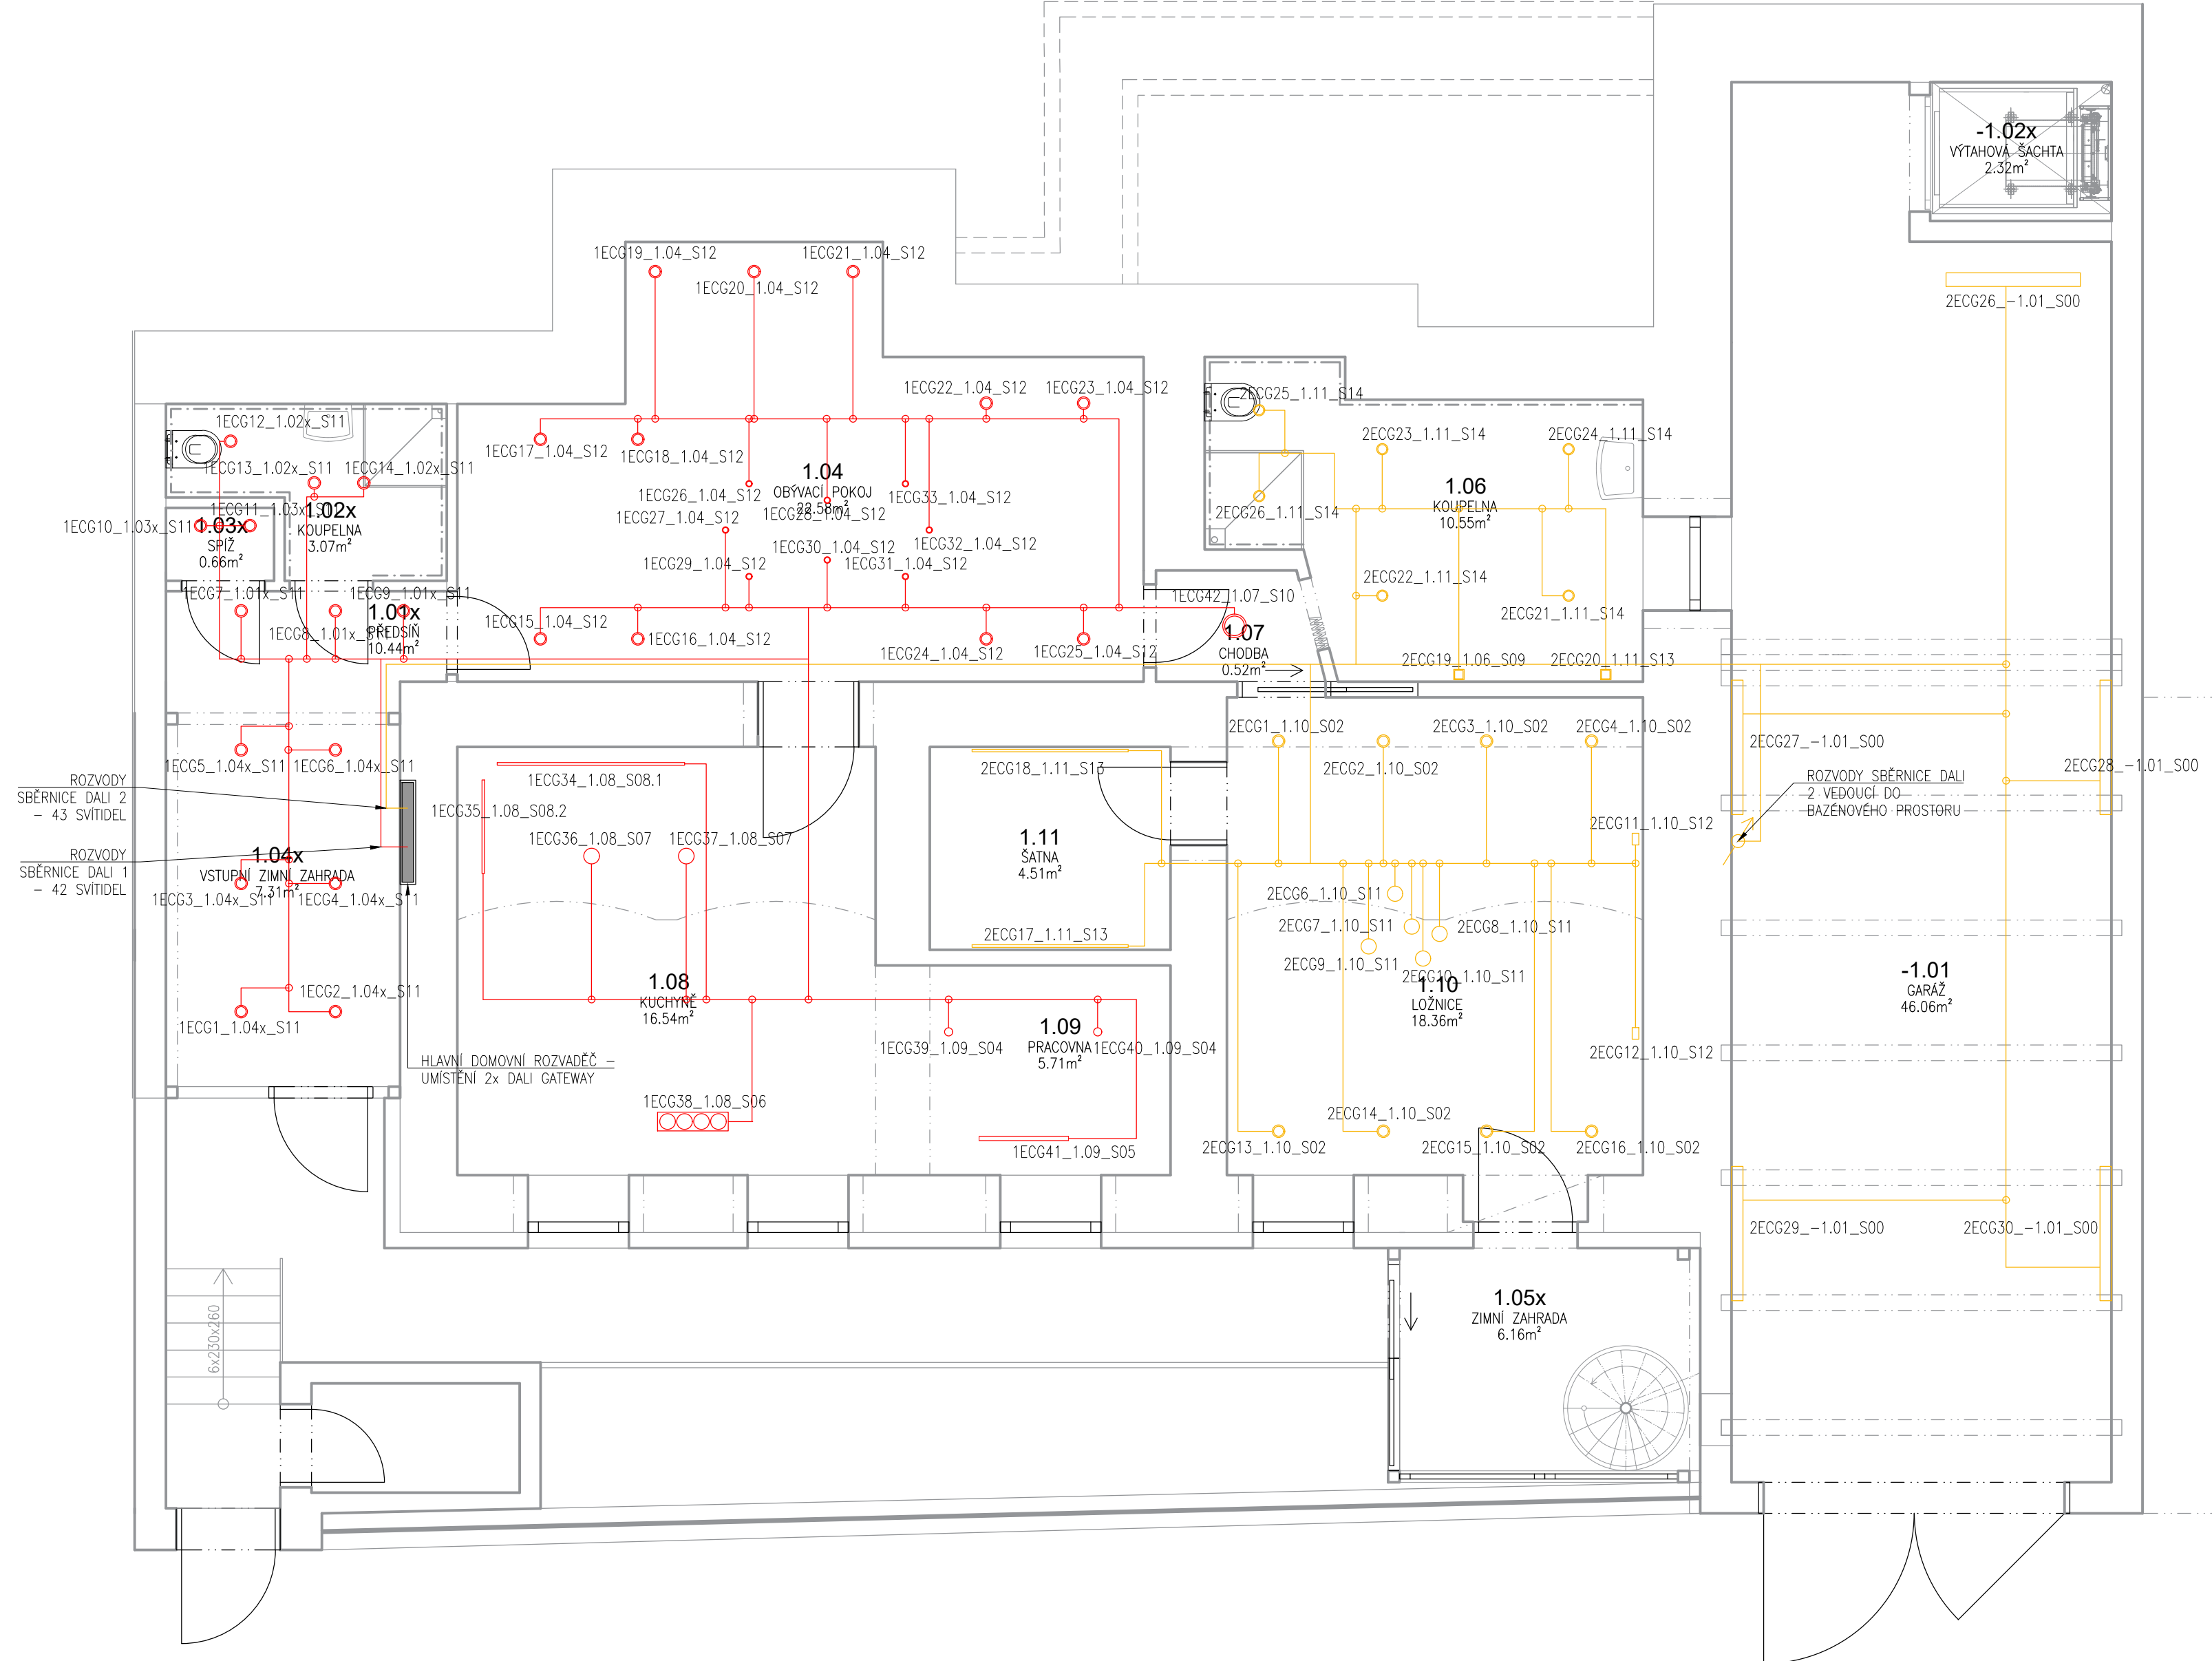 -1.02x
VÝTAHOVÁ ŠACHTA
2.32m²
1ECG19_1.04_S12
1ECG21_1.04_S12
1ECG20_1.04_S12
2ECG26_-1.01_S00
1ECG22_1.04_S12
1ECG23_1.04_S12
2ECG25_1.11_S14
1ECG12_1.02x_S11
1ECG17_1.04_S12
1ECG18_1.04_S12
2ECG23_1.11_S14
2ECG24_1.11_S14
1ECG13_1.02x_S11
1ECG14_1.02x_S11
1.04
OBÝVACÍ POKOJ
22.58m²
1ECG26_1.04_S12
1ECG33_1.04_S12
1.06
KOUPELNA
10.55m²
1ECG11_1.03x_S11
1.02x
KOUPELNA
3.07m²
1ECG27_1.04_S12
1ECG28_1.04_S12
2ECG26_1.11_S14
1ECG10_1.03x_S11
1.03x
SPÍŽ
0.66m²
1ECG30_1.04_S12
1ECG32_1.04_S12
1ECG29_1.04_S12
1ECG31_1.04_S12
2ECG22_1.11_S14
1ECG7_1.01x_S11
1ECG9_1.01x_S11
1ECG42_1.07_S10
2ECG21_1.11_S14
1.01x
PŘEDSÍŇ
10.44m²
1ECG8_1.01x_S11
1ECG15_1.04_S12
1ECG16_1.04_S12
1ECG24_1.04_S12
1ECG25_1.04_S12
1.07
CHODBA
0.52m²
2ECG19_1.06_S09
2ECG20_1.11_S13
2ECG1_1.10_S02
2ECG3_1.10_S02
2ECG4_1.10_S02
2ECG27_-1.01_S00
1ECG5_1.04x_S11
1ECG6_1.04x_S11
2ECG18_1.11_S13
2ECG2_1.10_S02
2ECG28_-1.01_S00
ROZVODY
SBĚRNICE DALI 2
- 43 SVÍTIDEL
1ECG34_1.08_S08.1
ROZVODY SBĚRNICE DALI
2 VEDOUCÍ DO
BAZÉNOVÉHO PROSTORU
1ECG35_1.08_S08.2
2ECG11_1.10_S12
1ECG36_1.08_S07
1ECG37_1.08_S07
1.11
ŠATNA
4.51m²
ROZVODY
SBĚRNICE DALI 1
- 42 SVÍTIDEL
1.04x
VSTUPNÍ ZIMNÍ ZAHRADA
7.31m²
1ECG3_1.04x_S11
1ECG4_1.04x_S11
2ECG6_1.10_S11
2ECG7_1.10_S11
2ECG8_1.10_S11
2ECG17_1.11_S13
2ECG9_1.10_S11
2ECG10_1.10_S11
1.08
KUCHYNĚ
16.54m²
1.10
LOŽNICE
18.36m²
-1.01
GARÁŽ
46.06m²
1ECG2_1.04x_S11
1ECG1_1.04x_S11
1ECG39_1.09_S04
1.09
PRACOVNA
5.71m²
1ECG40_1.09_S04
2ECG12_1.10_S12
HLAVNÍ DOMOVNÍ ROZVADĚČ -
UMÍSTĚNÍ 2x DALI GATEWAY
1ECG38_1.08_S06
2ECG14_1.10_S02
1ECG41_1.09_S05
2ECG13_1.10_S02
2ECG15_1.10_S02
2ECG16_1.10_S02
2ECG29_-1.01_S00
2ECG30_-1.01_S00
1.05x
ZIMNÍ ZAHRADA
6.16m²
6x230x260